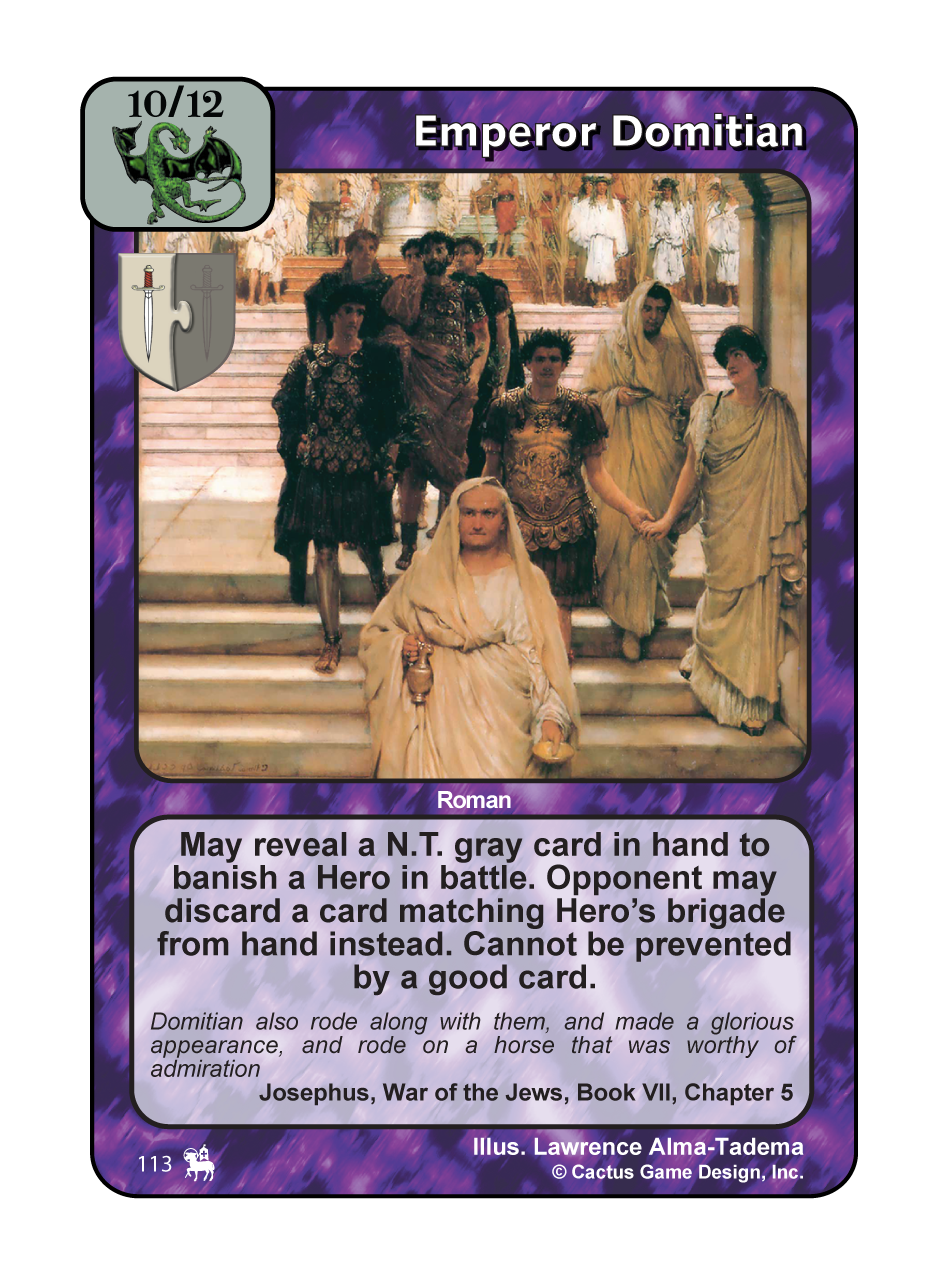 10/12
Emperor Domitian
Roman
May reveal a N.T. gray card in hand to
banish a Hero in battle. Opponent may
discard a card matching Hero's brigade
from hand instead. Cannot be prevented
by a good card.
Domitian also rode along with them, and made a glorious
appearance, and rode on a horse that was worthy of
admiration
Josephus, War of the Jews, Book VII, Chapter 5
Illus. Lawrence Alma-Tadema
113
© Cactus Game Design, Inc.